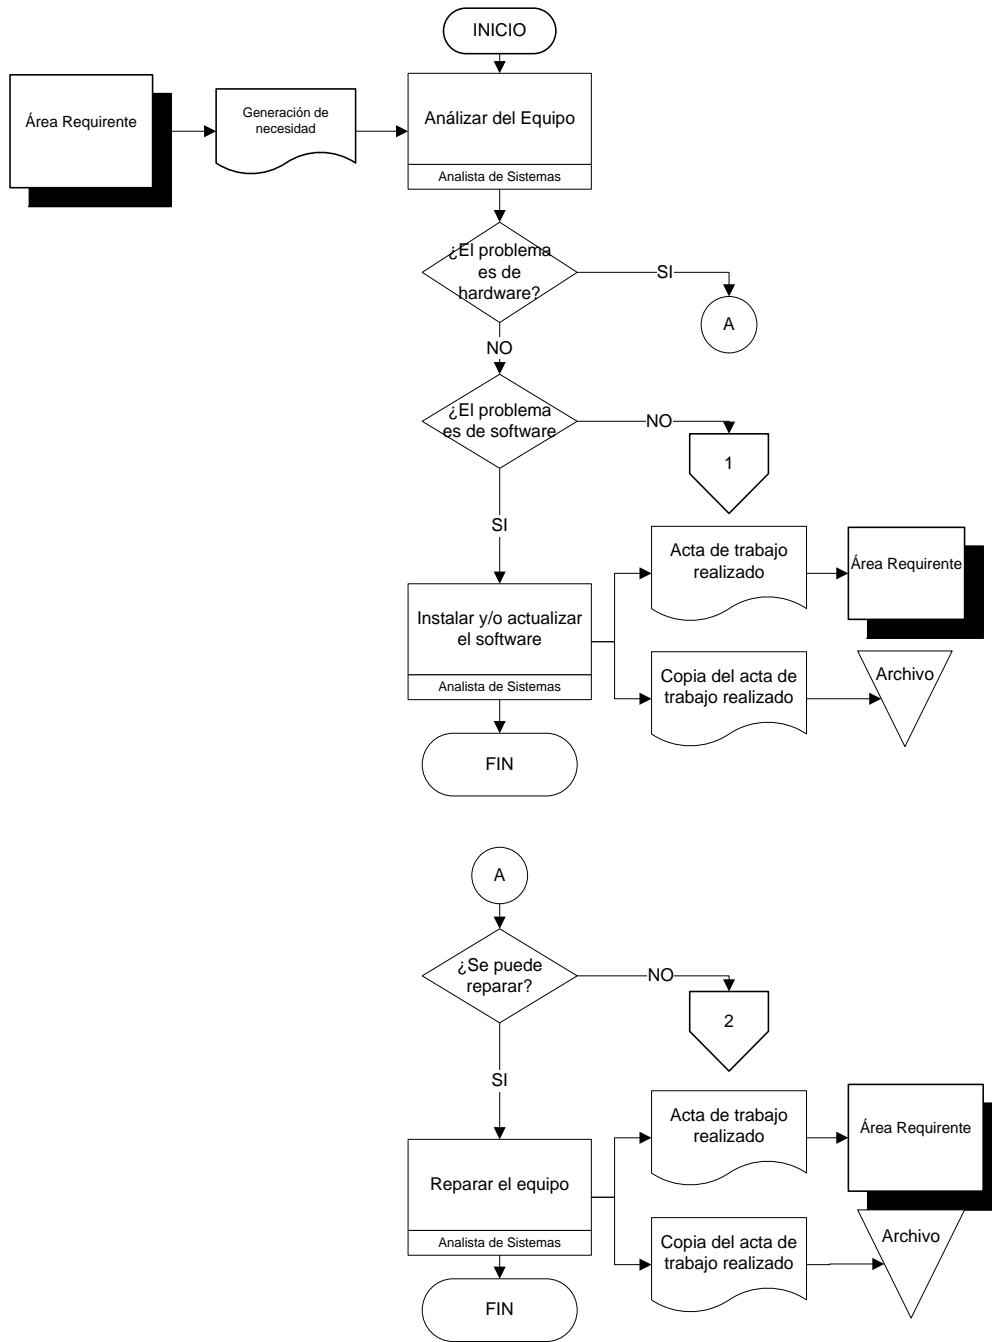 INICIO
Área Requirente
Generación de
necesidad
Análizar del Equipo
Analista de Sistemas
¿El problema
es de
hardware?
SI
A
NO
¿El problema
es de software
NO
1
SI
Acta de trabajo
realizado
Área Requirente
Instalar y/o actualizar
el software
Analista de Sistemas
Copia del acta de
trabajo realizado
Archivo
FIN
A
¿Se puede
reparar?
NO
2
SI
Acta de trabajo
realizado
Área Requirente
Reparar el equipo
Analista de Sistemas
Copia del acta de
trabajo realizado
Archivo
FIN